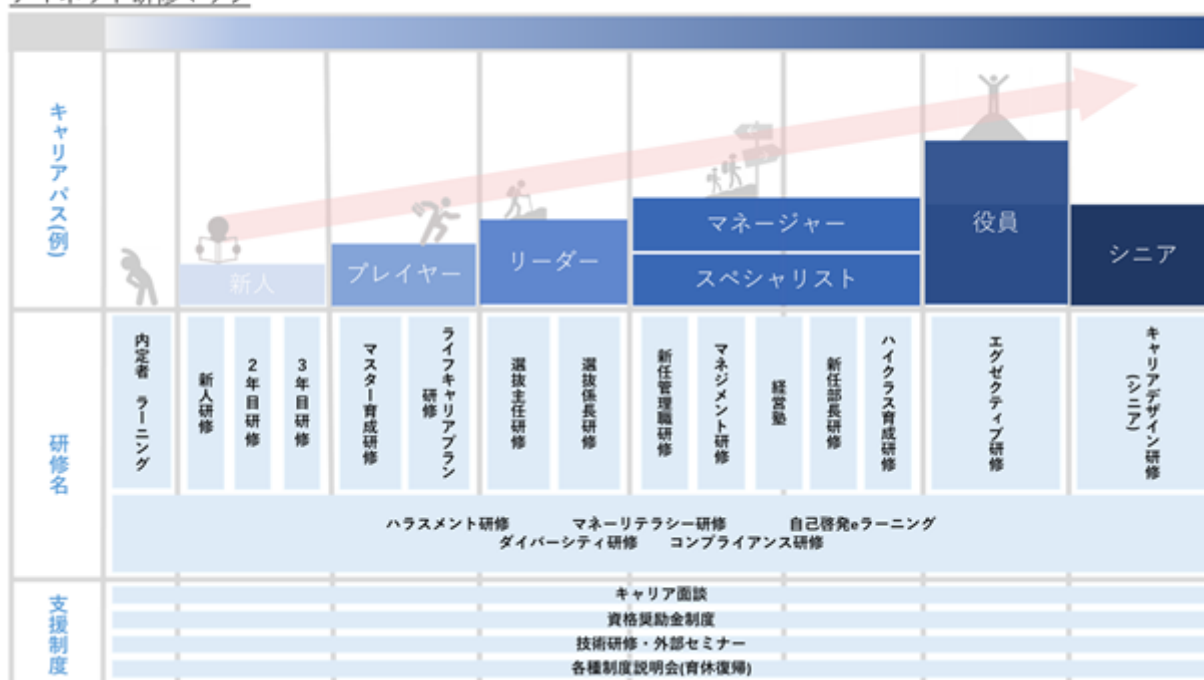 キャリアパス(例)
新人
プレイヤー
リーダー
マネージャー
スペシャリスト
役員
シニア
研修名
内定者 ラーニング
新人研修
2年目研修
3年目研修
マスター育成研修
ライフキャリアプラン
研修
選抜主任研修
選抜係長研修
新任管理職研修
マネジメント研修
経営塾
新任部長研修
ハイクラス育成研修
エグゼクティブ研修
キャリアデザイン研修
(シニア)
ハラスメント研修 マネーリテラシー研修 自己啓発eラーニング
ダイバーシティ研修 コンプライアンス研修
支援制度
キャリア面談
資格奨励金制度
技術研修・外部セミナー
各種制度説明会(育休復帰)